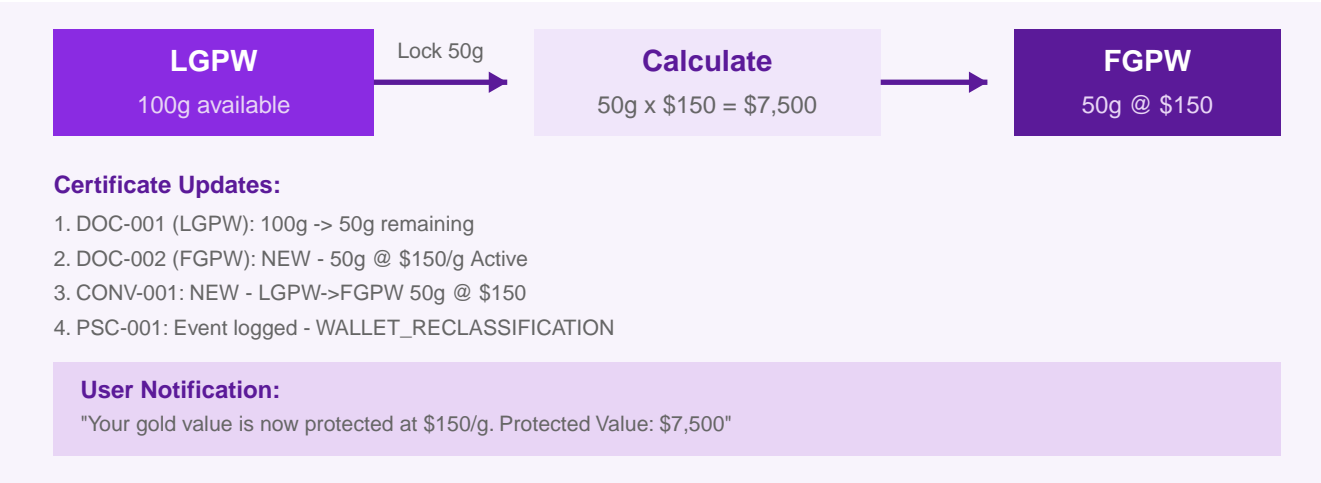 LGPW
100g available
Lock 50g
Calculate
50g x $150 = $7,500
FGPW
50g @ $150
Certificate Updates:
1. DOC-001 (LGPW): 100g -> 50g remaining
2. DOC-002 (FGPW): NEW - 50g @ $150/g Active
3. CONV-001: NEW - LGPW->FGPW 50g @ $150
4. PSC-001: Event logged - WALLET_RECLASSIFICATION
User Notification:
"Your gold value is now protected at $150/g. Protected Value: $7,500"